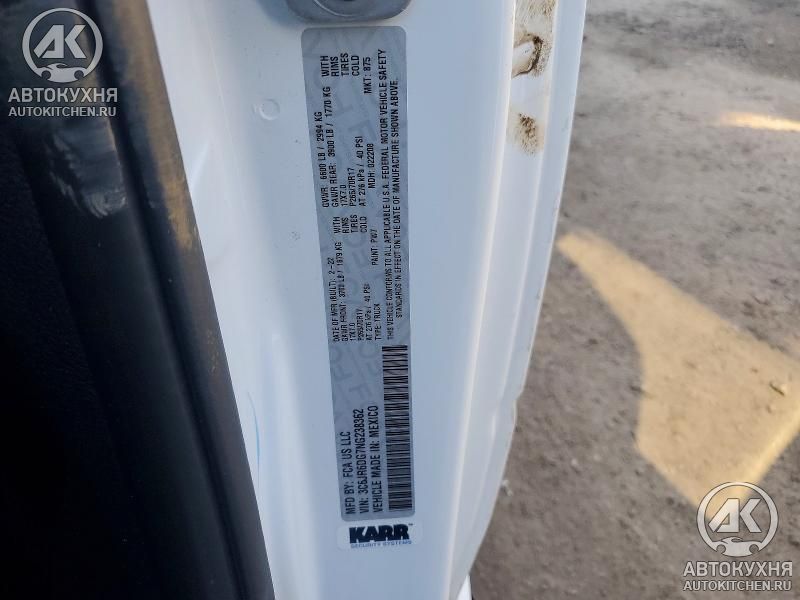 AK
АВТОКУХНЯ
AUTOKITCHEN.RU
MFD BY: FCA US LLC
VIN: 3C6JR6DG7NG238362
VEHICLE MADE IN: MEXICO
DATE OF MFR (BUILT): 2-22
GVWR: 6600 LB / 2994 KG
GAWR FRONT: 3700 LB / 1679 KG WITH
GAWR REAR: 3900 LB / 1770 KG WITH
17X7.0 RIMS
17X7.0 RIMS
P265/70R17 TIRES
P265/70R17 TIRES
AT 276 kPa / 40 PSI COLD
AT 276 kPa / 40 PSI COLD
TYPE: TRUCK
PAINT: PW7
MDH: 022208
MKT: 875
THIS VEHICLE CONFORMS TO ALL APPLICABLE U.S.A. FEDERAL MOTOR VEHICLE SAFETY
STANDARDS IN EFFECT ON THE DATE OF MANUFACTURE SHOWN ABOVE.
KARR
SECURITY SYSTEMS
AK
АВТОКУХНЯ
AUTOKITCHEN.RU